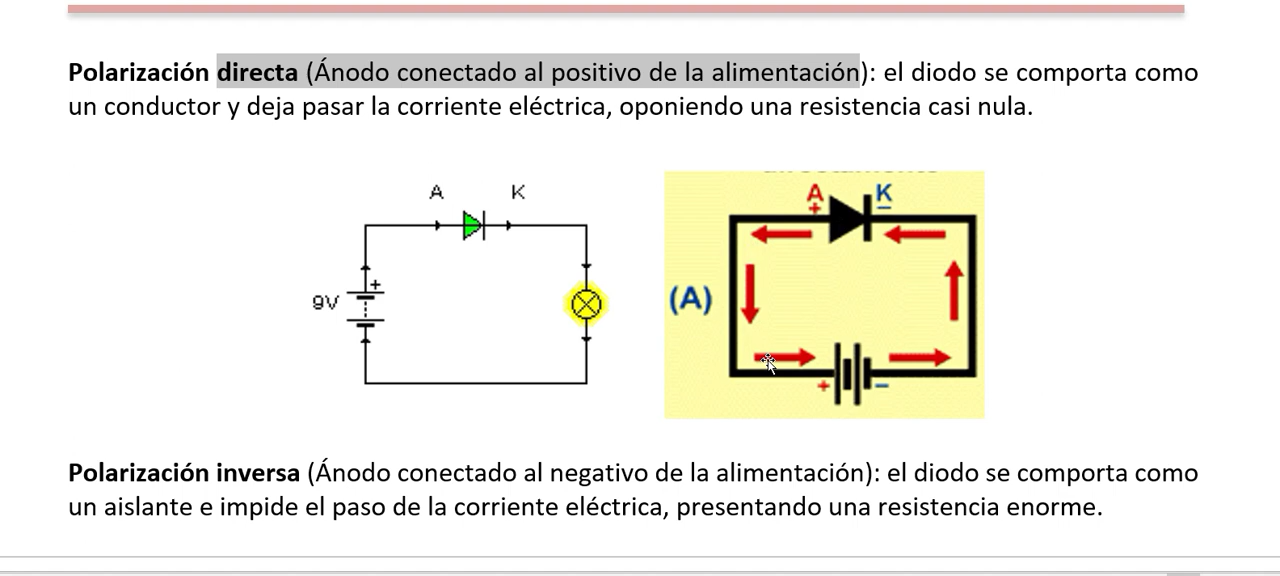 Polarización directa (Ánodo conectado al positivo de la alimentación): el diodo se comporta como
un conductor y deja pasar la corriente eléctrica, oponiendo una resistencia casi nula.
A K
9V +
A K
+ −
(A)
+ −
Polarización inversa (Ánodo conectado al negativo de la alimentación): el diodo se comporta como
un aislante e impide el paso de la corriente eléctrica, presentando una resistencia enorme.